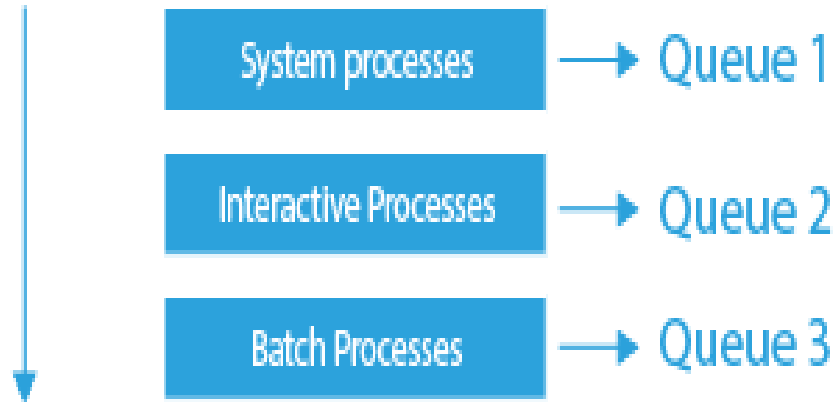 System processes Queue 1
Interactive Processes Queue 2
Batch Processes Queue 3